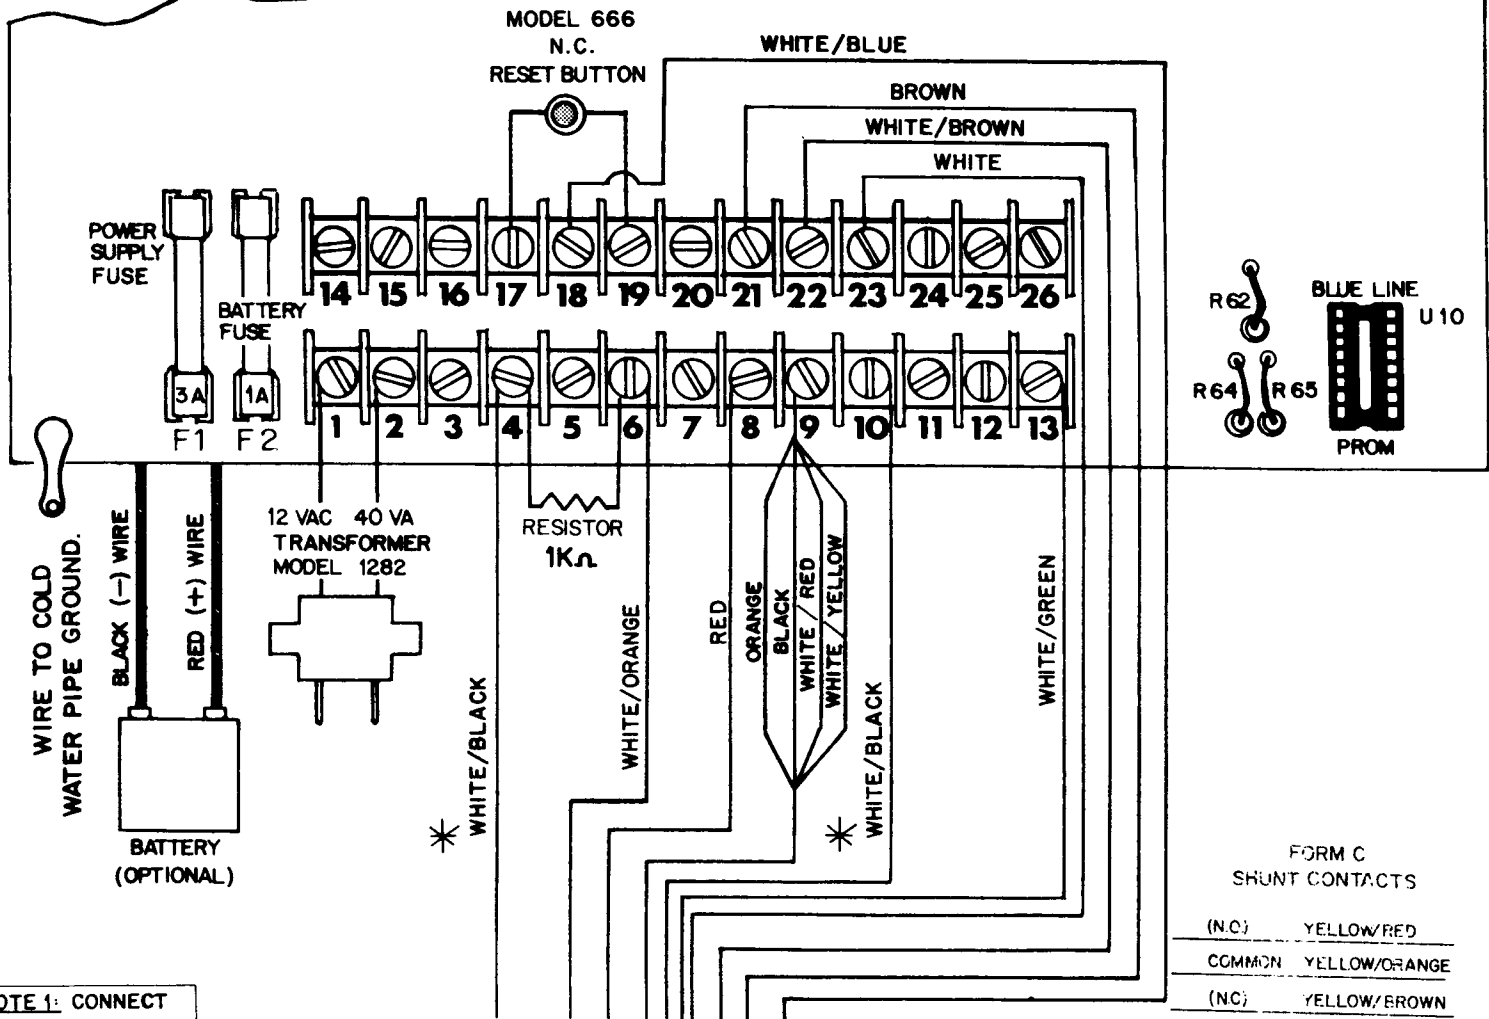 MODEL 666
N.C.
RESET BUTTON
WHITE/BLUE
BROWN
WHITE/BROWN
WHITE
POWER
SUPPLY
FUSE
BATTERY
FUSE
14 15 16 17 18 19 20 21 22 23 24 25 26
R62
BLUE LINE
U10
3A
1A
F1
F2
1 2 3 4 5 6 7 8 9 10 11 12 13
R64
R65
PROM
12 VAC 40 VA
TRANSFORMER
MODEL 1282
RESISTOR
1KΩ
WIRE TO COLD
WATER PIPE GROUND.
BLACK (-) WIRE
RED (+) WIRE
WHITE/BLACK
WHITE/ORANGE
RED
ORANGE
BLACK
WHITE / RED
WHITE / YELLOW
WHITE/BLACK
WHITE/GREEN
BATTERY
(OPTIONAL)
FORM C
SHUNT CONTACTS
(N.O.) YELLOW/RED
COMMON YELLOW/ORANGE
(N.C) YELLOW/BROWN
OTE 1: CONNECT